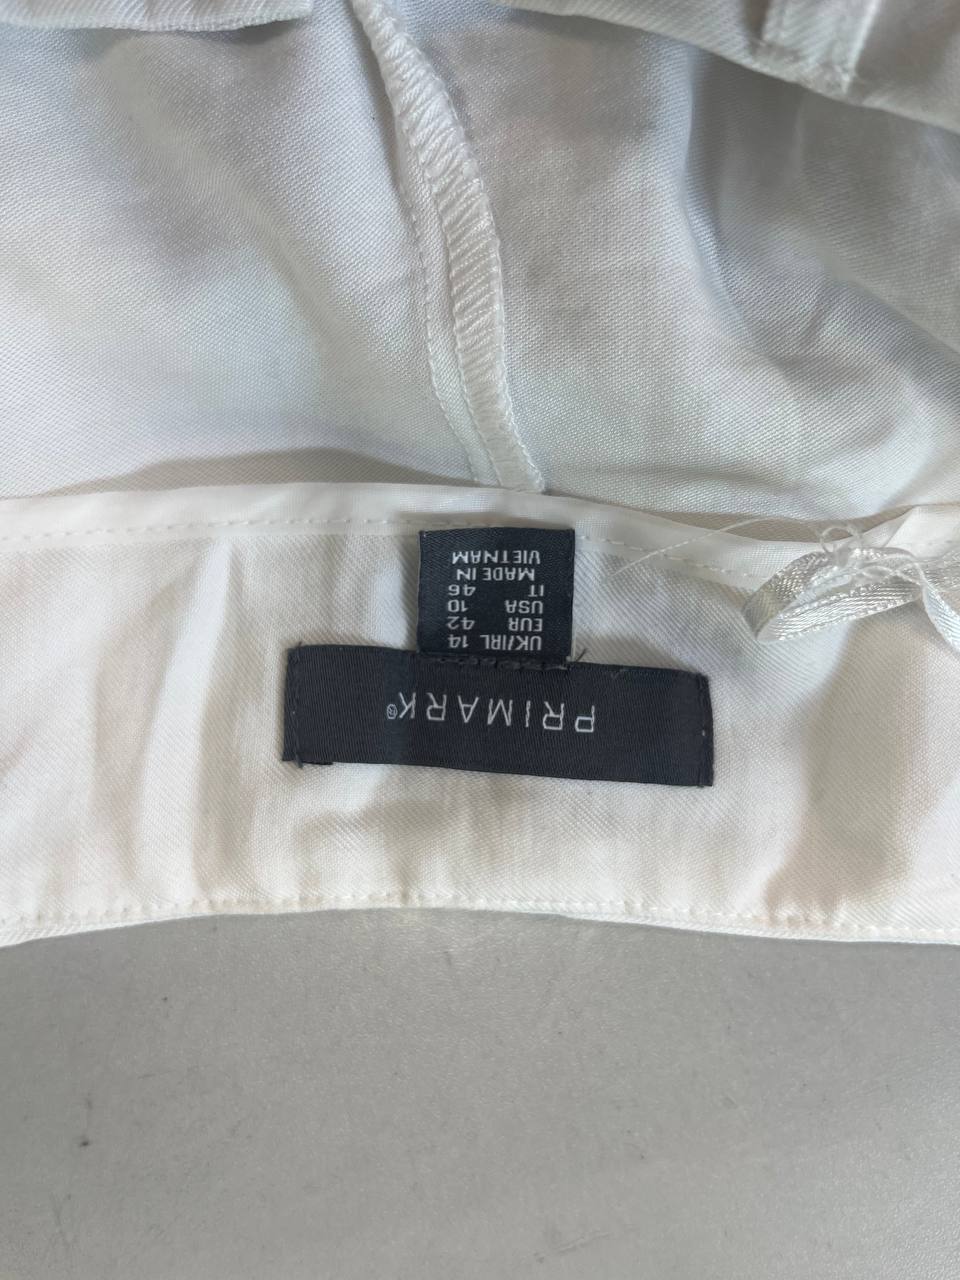 PRIMARK®
UK/IRL 14
EUR 42
USA 10
IT 46
MADE IN
VIETNAM